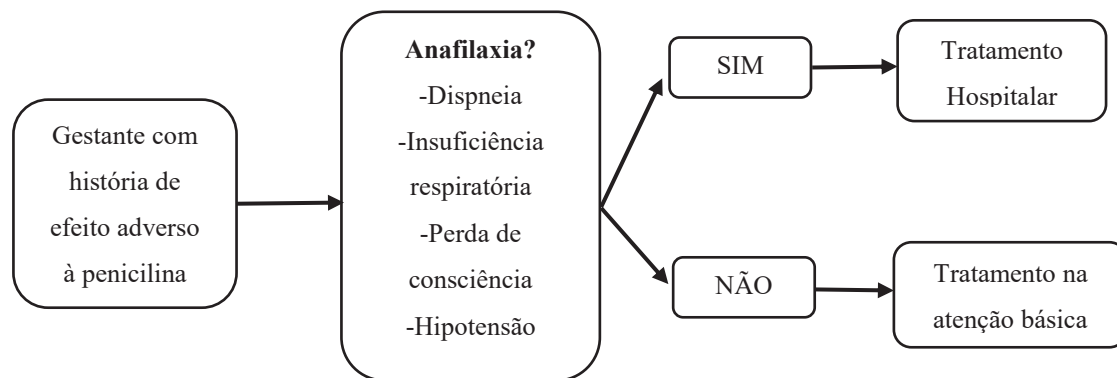 Gestante com
história de
efeito adverso
à penicilina
Anafilaxia?
-Dispneia
-Insuficiência
respiratória
-Perda de
consciência
-Hipotensão
SIM
Tratamento
Hospitalar
NÃO
Tratamento na
atenção básica